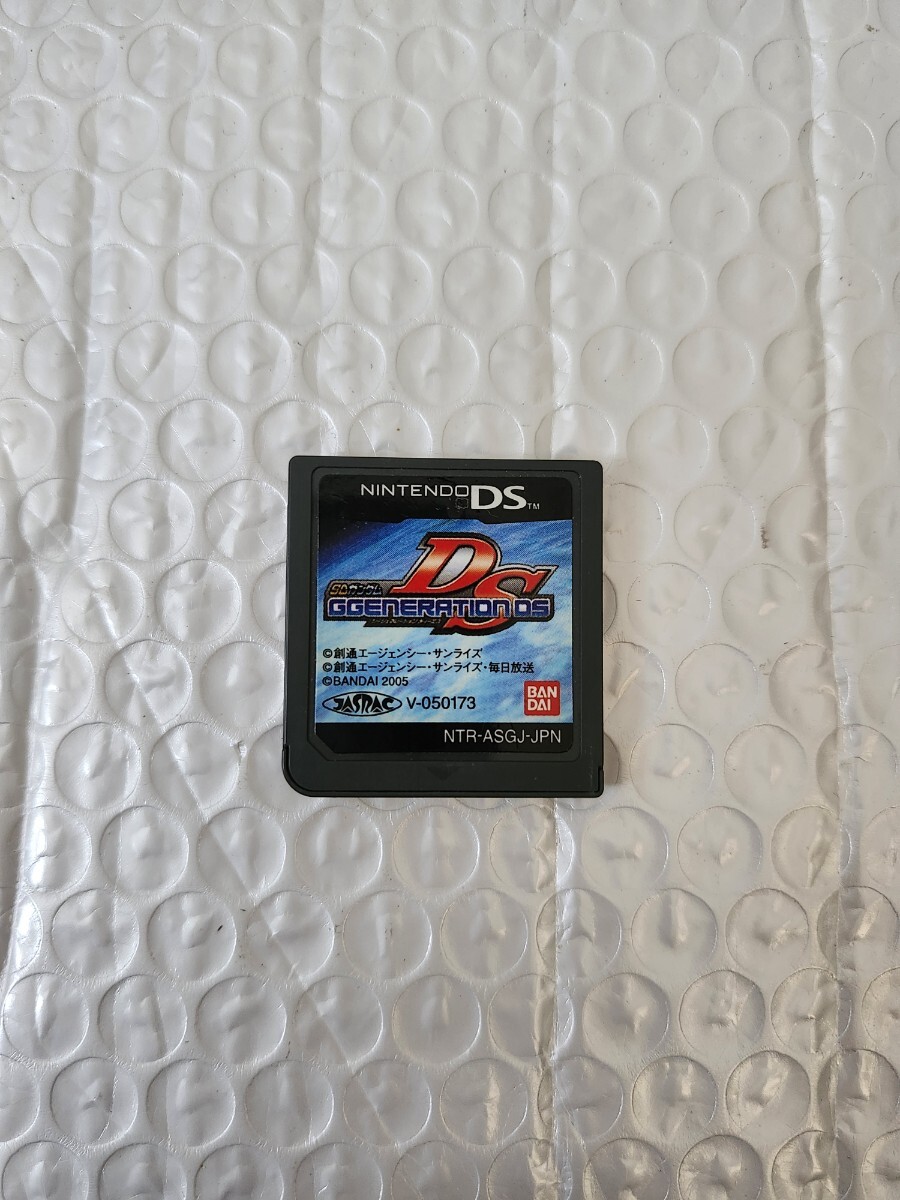 NINTENDO DS™
DS
SDガンダム
GGENERATION DS
©創通エージェンシー・サンライズ
©創通エージェンシー・サンライズ・毎日放送
©BANDAI 2005
JASRAC V-050173
BAN
DAI
NTR-ASGJ-JPN